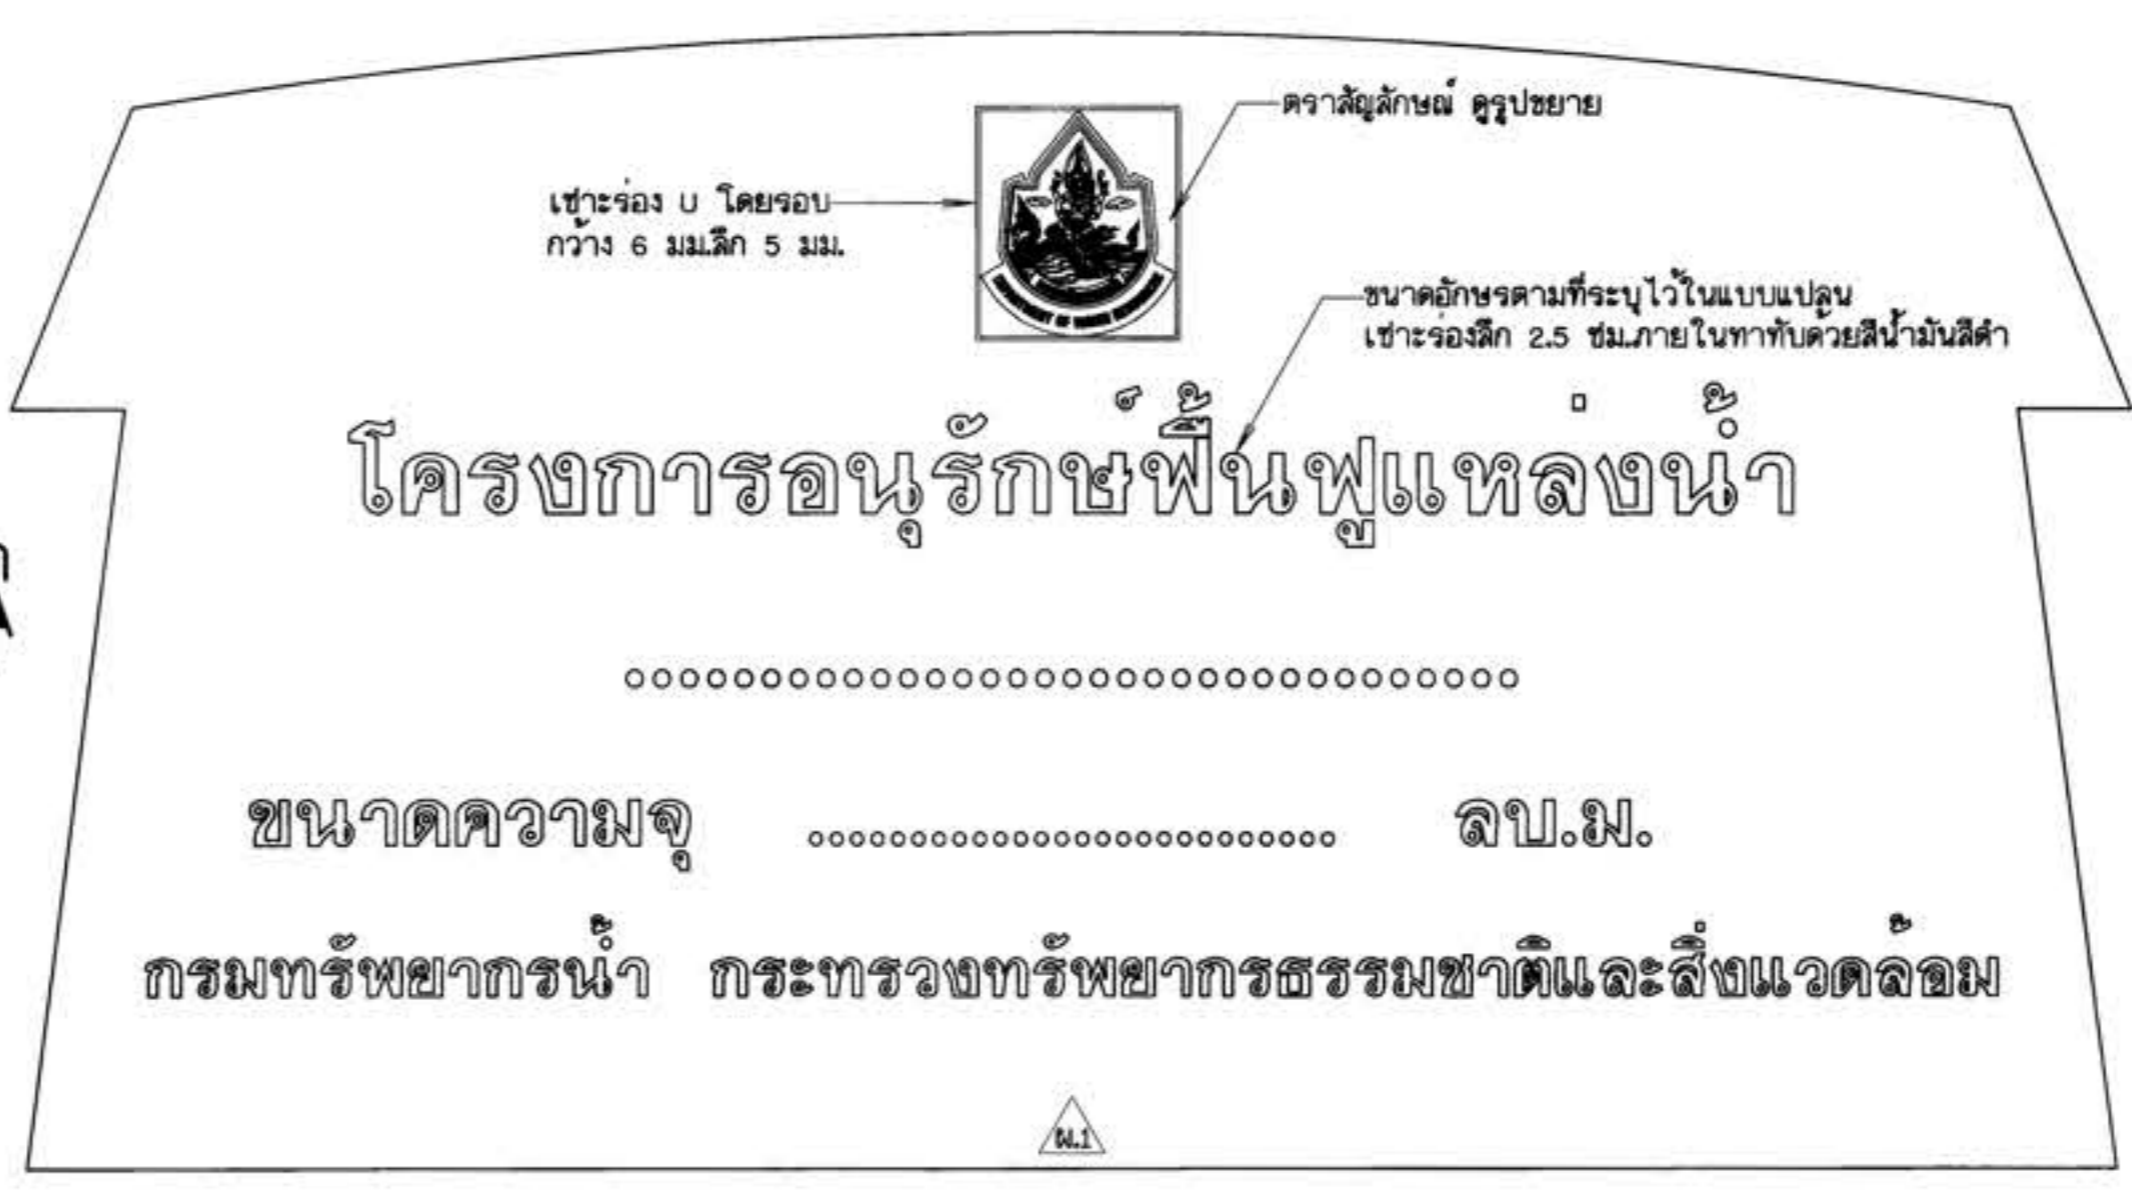 ตราสัญลักษณ์ ดูรูปขยาย
เซาะร่อง U โดยรอบ
กว้าง 6 มม.ลึก 5 มม.
ขนาดอักษรตามที่ระบุไว้ในแบบแปลน
เซาะร่องลึก 2.5 ซม.ภายในทาทับด้วยสีน้ำมันสีดำ
โครงการอนุรักษ์ฟื้นฟูแหล่งน้ำ
ขนาดความจุ .......................... ลบ.ม.
กรมทรัพยากรน้ำ กระทรวงทรัพยากรธรรมชาติและสิ่งแวดล้อม
ผ.1